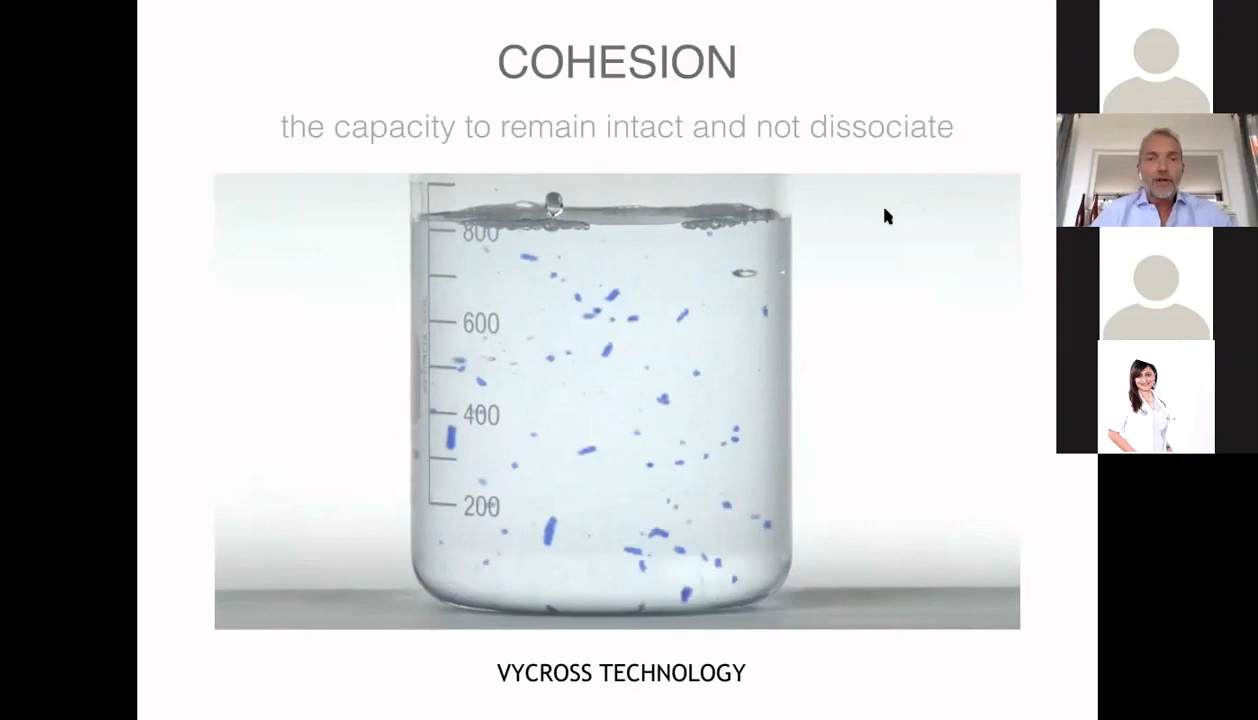 COHESION
the capacity to remain intact and not dissociate
800
600
400
200
VYCROSS TECHNOLOGY